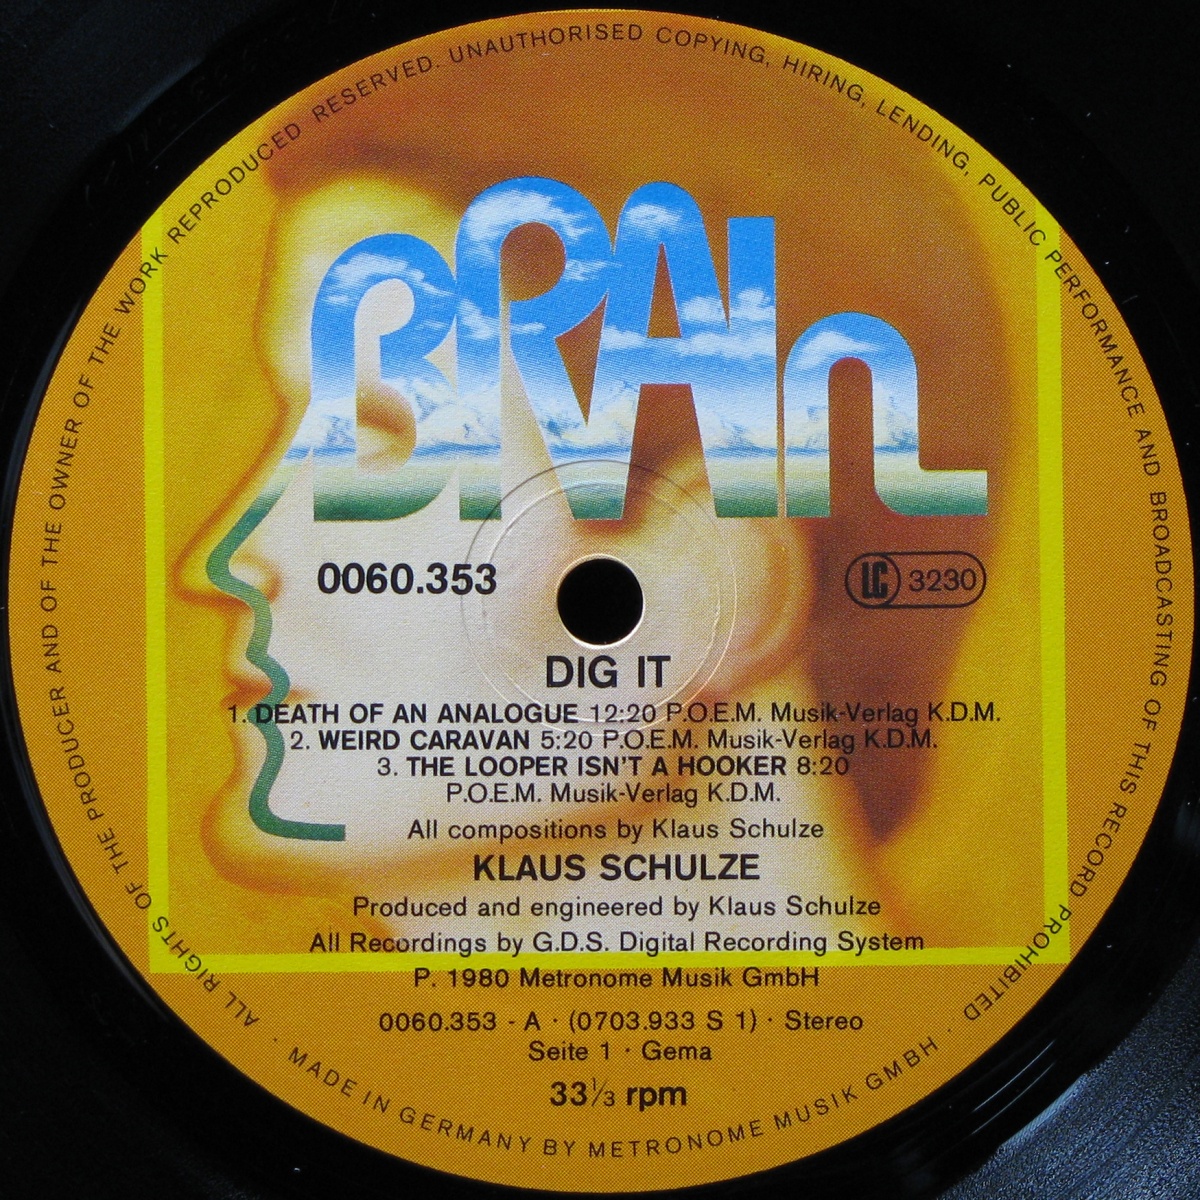 ALL RIGHTS OF THE PRODUCER AND OF THE OWNER OF THE WORK REPRODUCED RESERVED. UNAUTHORISED COPYING, HIRING, LENDING, PUBLIC PERFORMANCE AND BROADCASTING OF THIS RECORD PROHIBITED ·
BRAIn
0060.353
LC 3230
DIG IT
1. DEATH OF AN ANALOGUE 12:20 P.O.E.M. Musik-Verlag K.D.M.
2. WEIRD CARAVAN 5:20 P.O.E.M. Musik-Verlag K.D.M.
3. THE LOOPER ISN'T A HOOKER 8:20
P.O.E.M. Musik-Verlag K.D.M.
All compositions by Klaus Schulze
KLAUS SCHULZE
Produced and engineered by Klaus Schulze
All Recordings by G.D.S. Digital Recording System
P. 1980 Metronome Musik GmbH
0060.353 - A · (0703.933 S 1) · Stereo
Seite 1 · Gema
33⅓ rpm
· MADE IN GERMANY BY METRONOME MUSIK GMBH